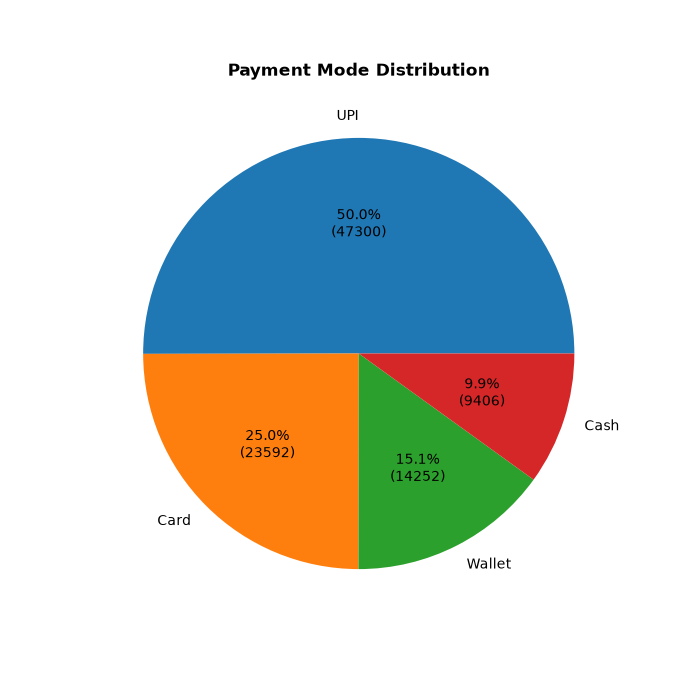 Payment Mode Distribution
UPI
50.0%
(47300)
9.9%
(9406)
Cash
25.0%
(23592)
15.1%
(14252)
Card
Wallet